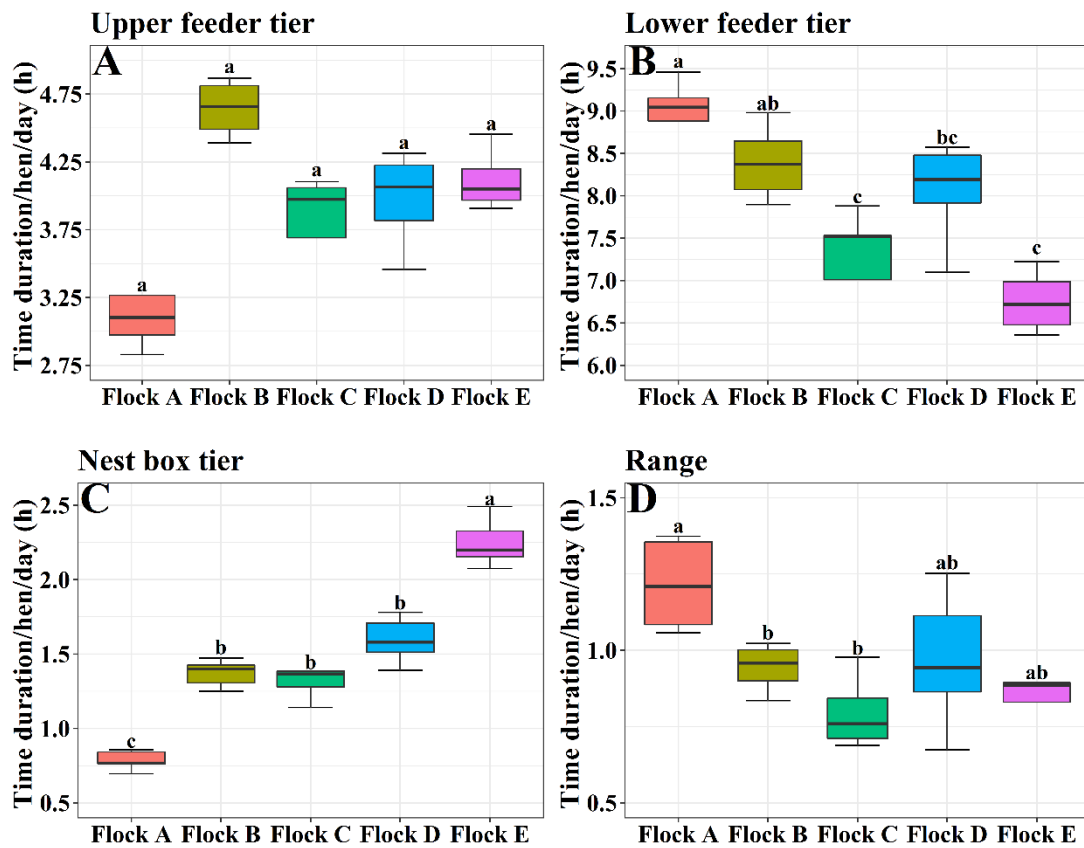 Upper feeder tier
A
Time duration/hen/day (h)
4.75
4.25
3.75
3.25
2.75
a
a
a
a
a
Flock A Flock B Flock C Flock D Flock E
Lower feeder tier
B
Time duration/hen/day (h)
9.5
9.0
8.5
8.0
7.5
7.0
6.5
6.0
a
ab
c
bc
c
Flock A Flock B Flock C Flock D Flock E
Nest box tier
C
Time duration/hen/day (h)
2.5
2.0
1.5
1.0
0.5
c
b
b
b
a
Flock A Flock B Flock C Flock D Flock E
Range
D
Time duration/hen/day (h)
1.5
1.0
0.5
a
b
b
ab
ab
Flock A Flock B Flock C Flock D Flock E